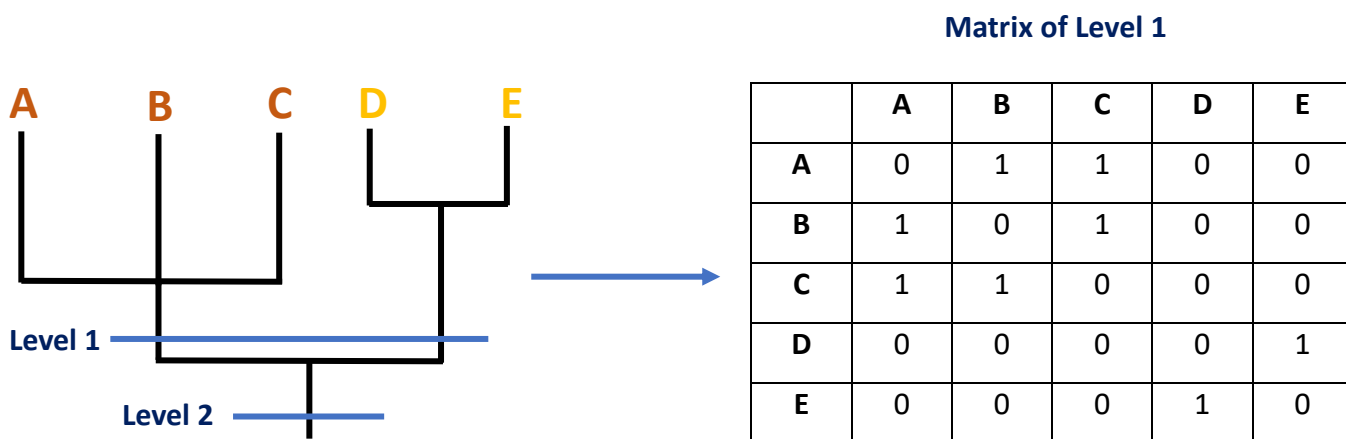 Matrix of Level 1
A B C D E
Level 1
Level 2
A B C D E
A 0 1 1 0 0
B 1 0 1 0 0
C 1 1 0 0 0
D 0 0 0 0 1
E 0 0 0 1 0